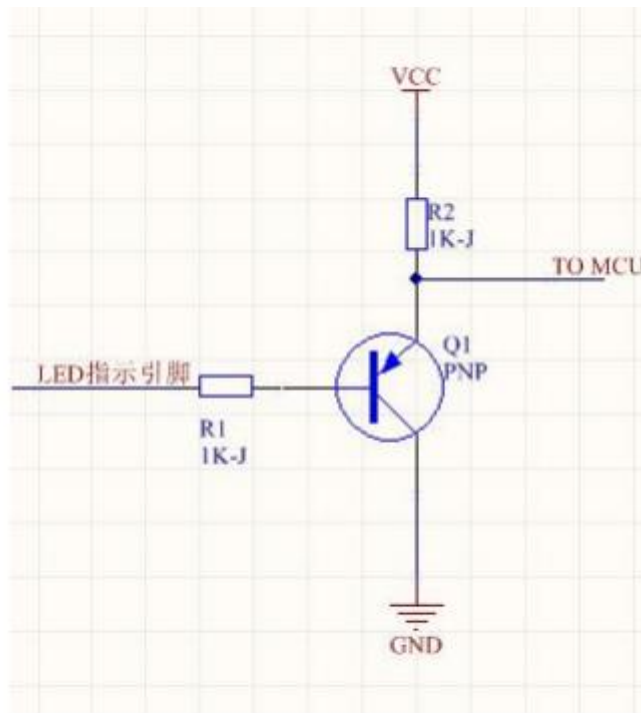 VCC
R2
1K-J
TO MCU
Q1
PNP
LED指示引脚
R1
1K-J
GND